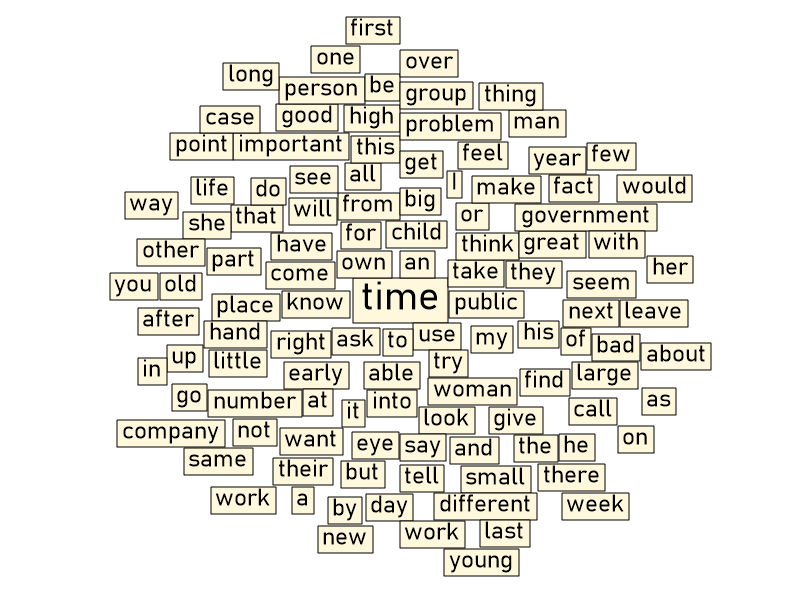 first
one over
long person be group thing
case good high problem man
point important this get feel year few
way life do see all I make fact would
she that will from big or government
other part have for child think great with
you old come own an take they seem her
after place know time public next leave
hand right ask to use my his of bad about
in up little early able try find large
go number at it into woman call as
company not want eye look give the he on
same their but say and there
work a by day tell small different week
new work last
young